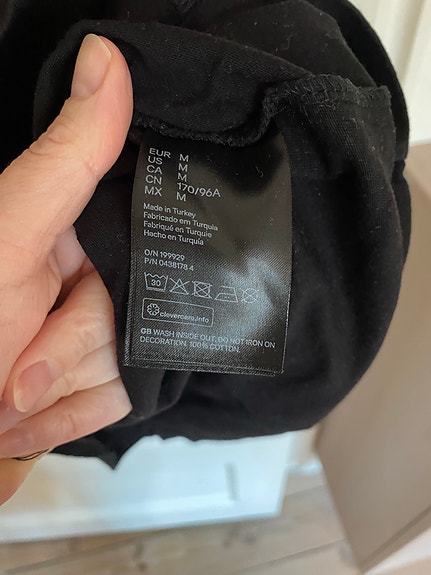 EUR M
US M
CA M
CN 170/96A
MX M
Made in Turkey
Fabricado em Turquia
Fabriqué en Turquie
Hecho en Turquía
O/N 199929
P/N 0438178 4
30
clevercare.info
GB WASH INSIDE OUT, DO NOT IRON ON
DECORATION. 100% COTTON.